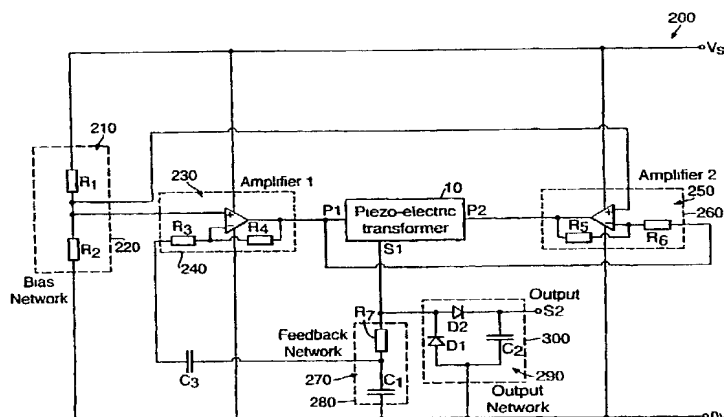 200
Vs
210
R1
R2
220
Bias
Network
230
Amplifier 1
R3
R4
240
P1
10
Piezo-electric
transformer
P2
S1
Amplifier 2
250
260
R5
R6
R7
Feedback
Network
C3
270
280
C1
D2
D1
C2
Output
S2
300
290
Output
Network